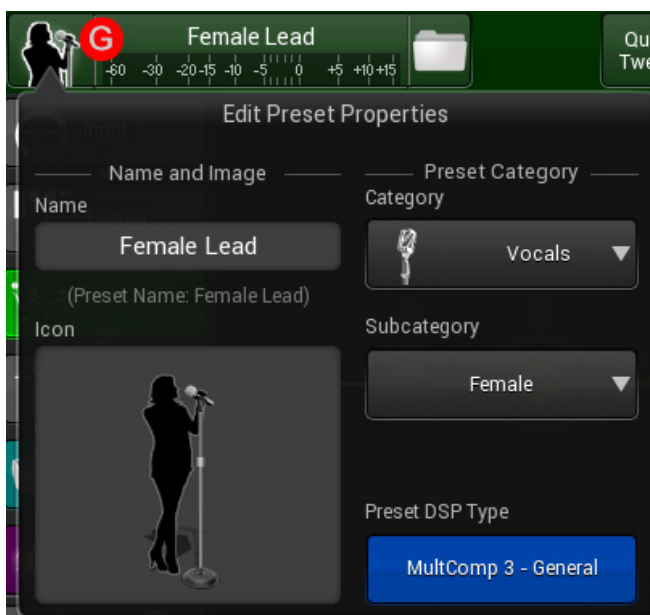 G
Female Lead
Qu
Twe
-60 -30 -20 -15 -10 -5 0 +5 +10 +15
Edit Preset Properties
Input
Name and Image
Preset Category
Name
Category
Comp
Female Lead
Vocals
(Preset Name: Female Lead)
Icon
Subcategory
Female
Preset DSP Type
MultComp 3 - General